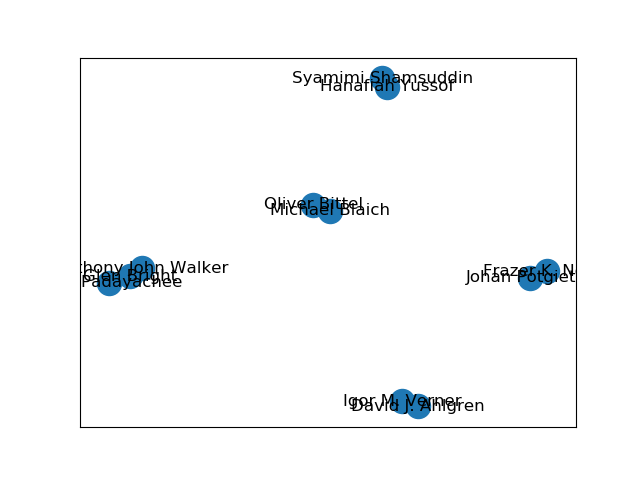 Syamimi Shamsuddin
Hanafiah Yussof
Oliver Bittel
Michael Blaich
John Walker
Glen Bright
Padayachee
Frazer K. N
Johan Potgiet
Igor M. Verner
David J. Ahlgren